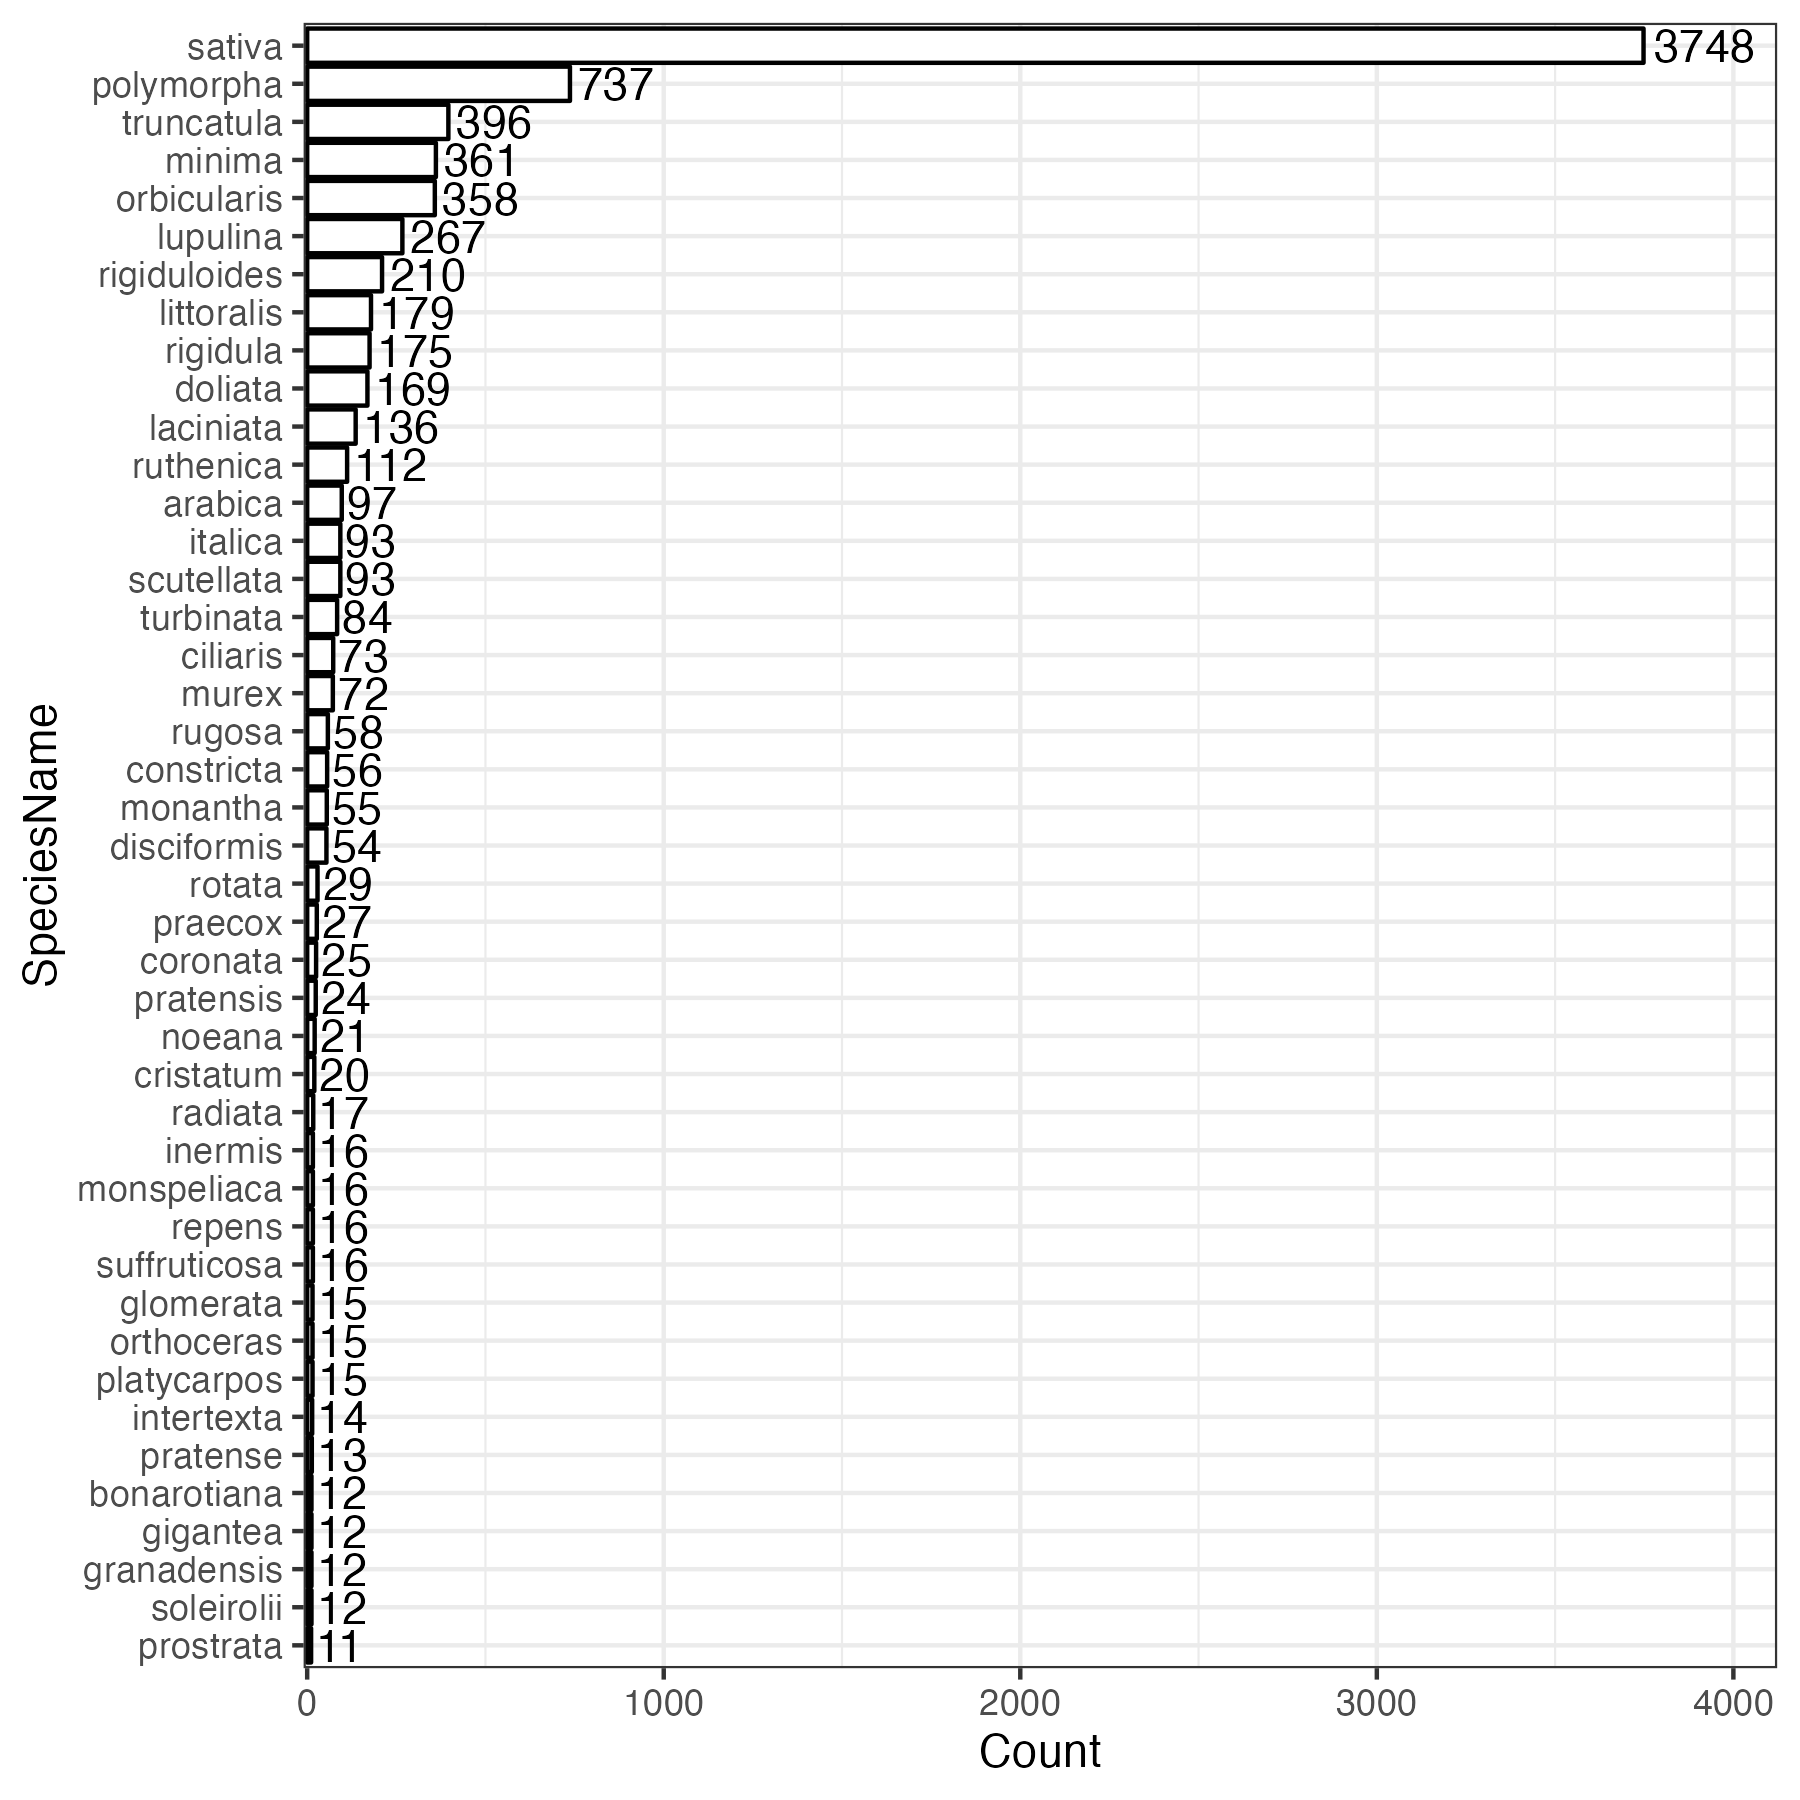 sativa 3748
polymorpha 737
truncatula 396
minima 361
orbicularis 358
lupulina 267
rigiduloides 210
littoralis 179
rigidula 175
doliata 169
laciniata 136
ruthenica 112
arabica 97
italica 93
scutellata 93
turbinata 84
ciliaris 73
murex 72
rugosa 58
constricta 56
monantha 55
disciformis 54
rotata 29
praecox 27
coronata 25
pratensis 24
noeana 21
cristatum 20
radiata 17
inermis 16
monspeliaca 16
repens 16
suffruticosa 16
glomerata 15
orthoceras 15
platycarpos 15
intertexta 14
pratense 13
bonarotiana 12
gigantea 12
granadensis 12
soleirolii 12
prostrata 11
SpeciesName
0 1000 2000 3000 4000
Count